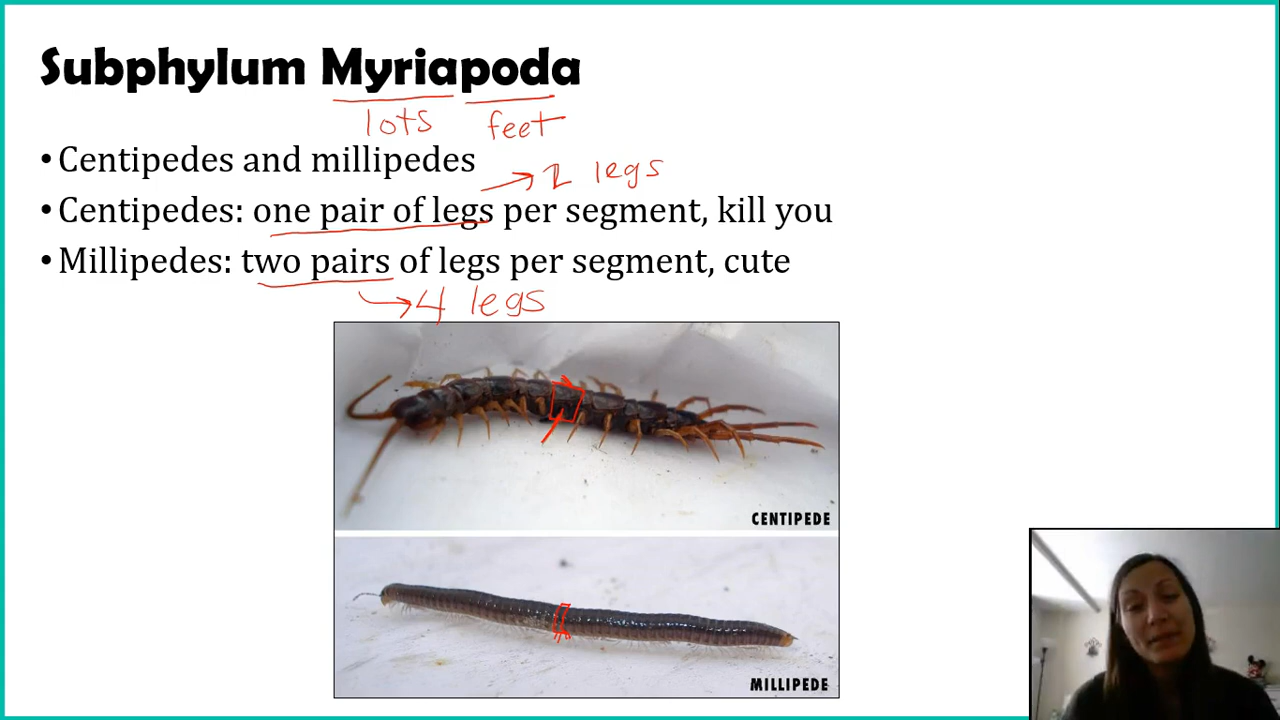 Subphylum Myriapoda
lots feet
• Centipedes and millipedes
→ 2 legs
• Centipedes: one pair of legs per segment, kill you
• Millipedes: two pairs of legs per segment, cute
→ 4 legs
CENTIPEDE
MILLIPEDE